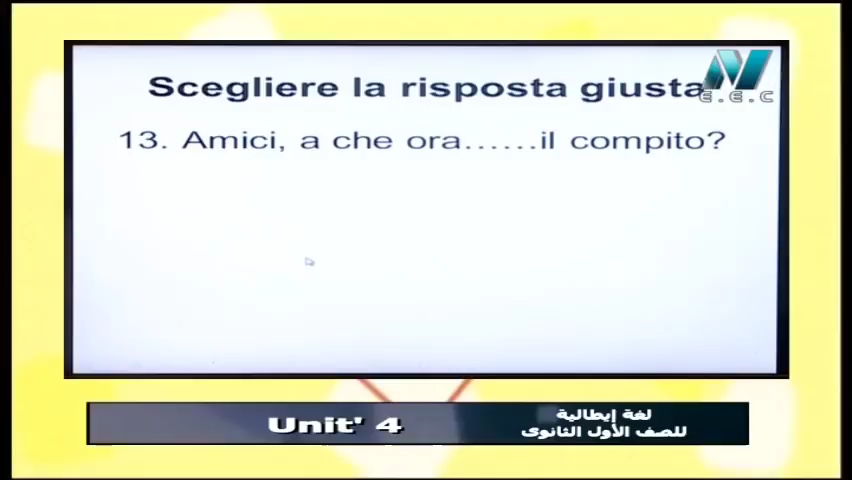 Scegliere la risposta giusta
E.E.C
13. Amici, a che ora......il compito?
Unit' 4
لغة إيطالية
للصف الأول الثانوى